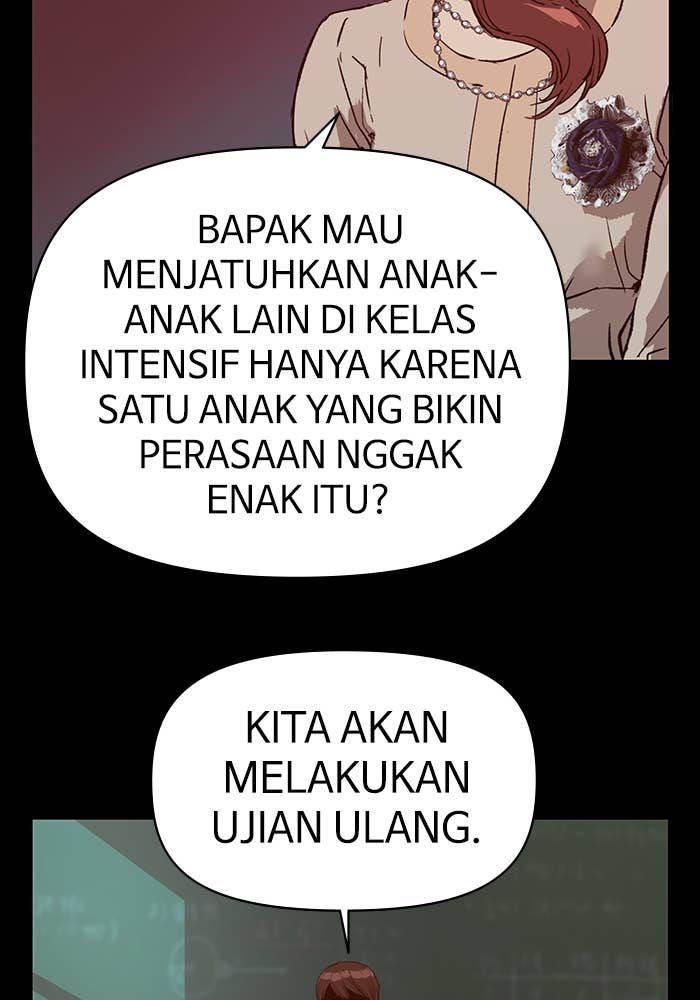 BAPAK MAU
MENJATUHKAN ANAK-
ANAK LAIN DI KELAS
INTENSIF HANYA KARENA
SATU ANAK YANG BIKIN
PERASAAN NGGAK
ENAK ITU?
KITA AKAN
MELAKUKAN
UJIAN ULANG.